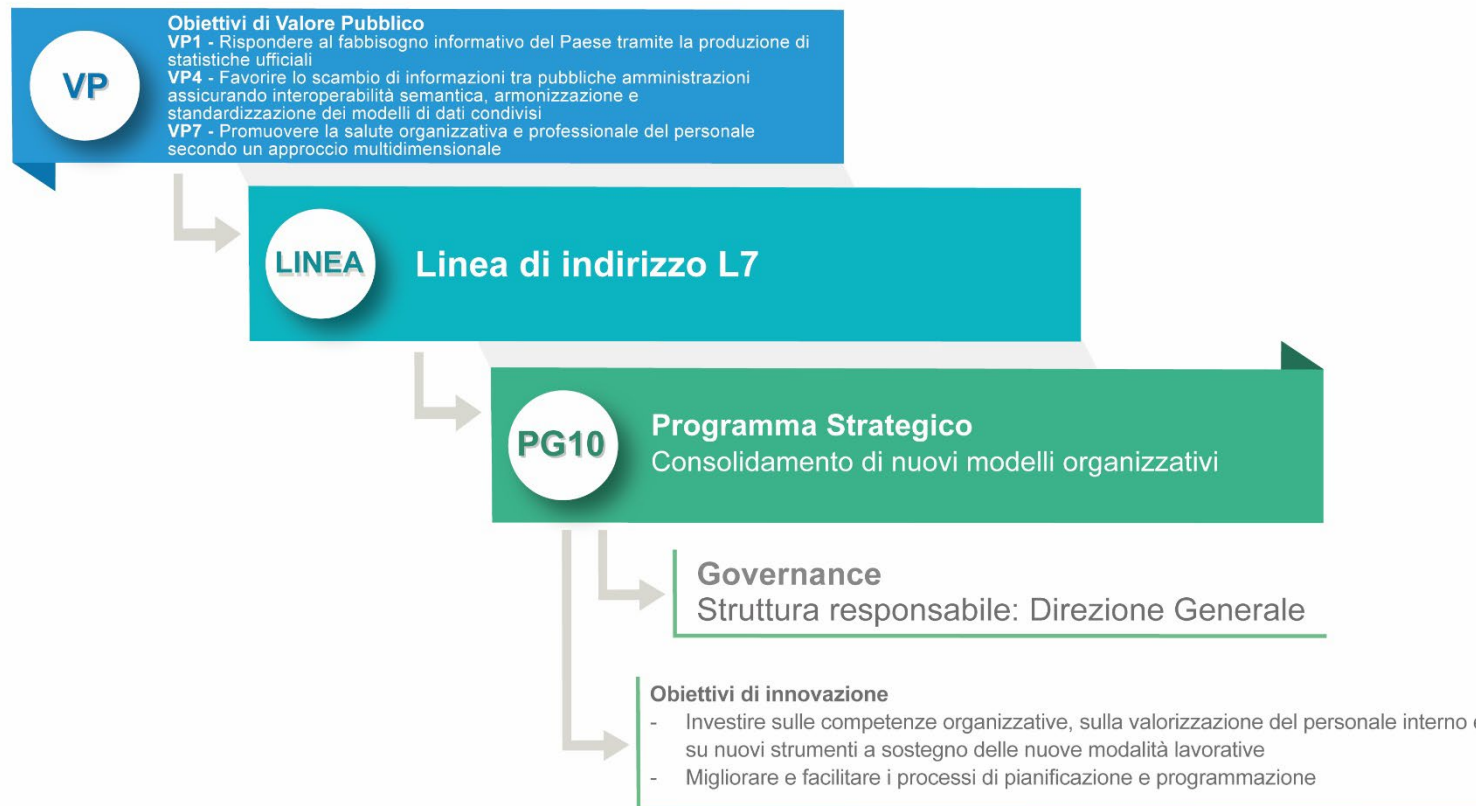 VP
Obiettivi di Valore Pubblico
VP1 - Rispondere al fabbisogno informativo del Paese tramite la produzione di
statistiche ufficiali
VP4 - Favorire lo scambio di informazioni tra pubbliche amministrazioni
assicurando interoperabilità semantica, armonizzazione e
standardizzazione dei modelli di dati condivisi
VP7 - Promuovere la salute organizzativa e professionale del personale
secondo un approccio multidimensionale
LINEA
Linea di indirizzo L7
PG10
Programma Strategico
Consolidamento di nuovi modelli organizzativi
Governance
Struttura responsabile: Direzione Generale
Obiettivi di innovazione
- Investire sulle competenze organizzative, sulla valorizzazione del personale interno
su nuovi strumenti a sostegno delle nuove modalità lavorative
- Migliorare e facilitare i processi di pianificazione e programmazione